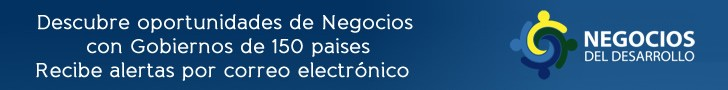 Descubre oportunidades de Negocios
con Gobiernos de 150 paises
Recibe alertas por correo electrónico
NEGOCIOS
DEL DESARROLLO